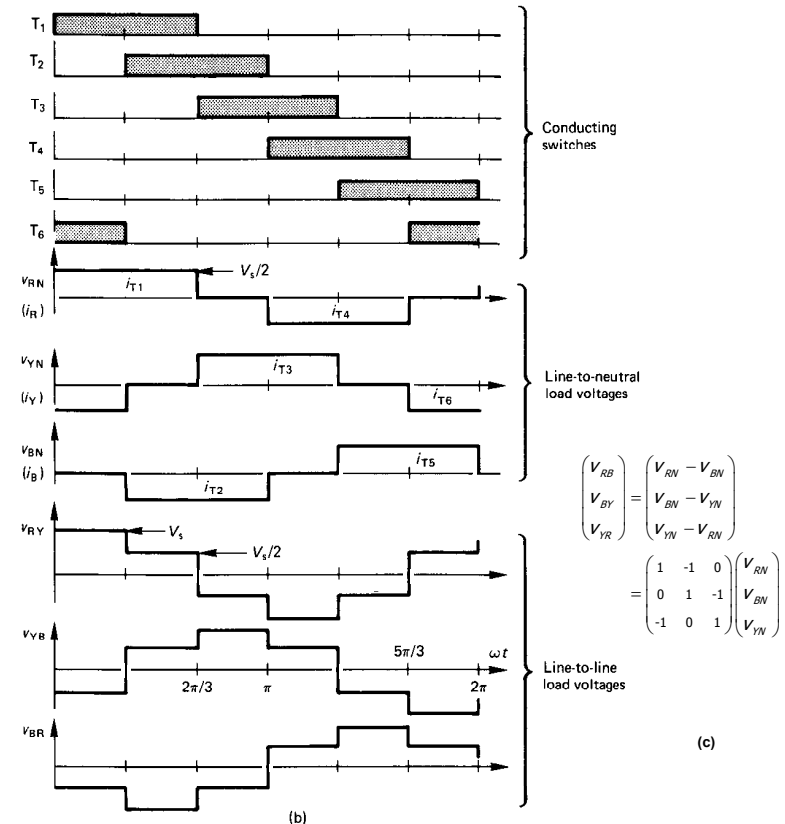 T1
T2
T3
T4
T5
T6
Conducting
switches
vRN
(iR)
iT1
Vs/2
iT4
vYN
(iY)
iT3
iT6
vBN
(iB)
iT2
iT5
Line-to-neutral
load voltages
vRY
Vs
Vs/2
vYB
2π/3
π
5π/3
ωt
2π
vBR
Line-to-line
load voltages
(b)
VRB VRN − VBN
VBY = VBN − VYN
VYR VYN − VRN
1 -1 0 VRN
= 0 1 -1 VBN
-1 0 1 VYN
(c)